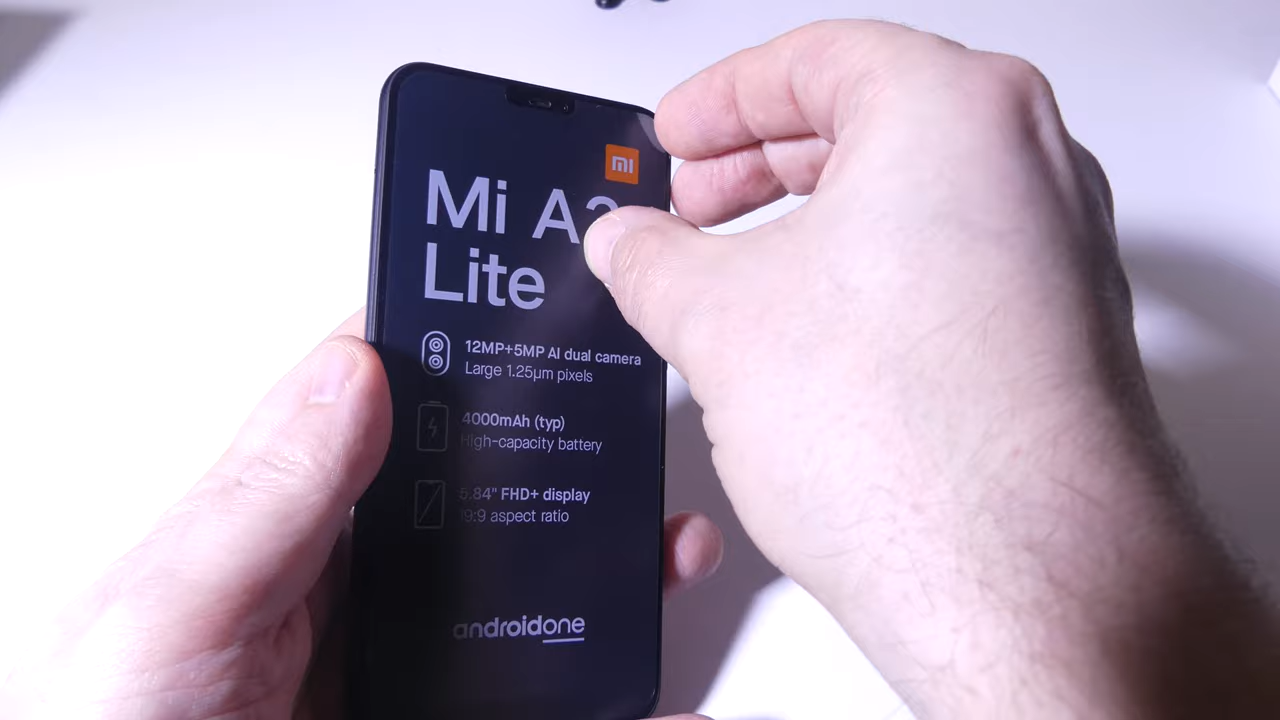 mi
Mi A2
Lite
12MP+5MP AI dual camera
Large 1.25μm pixels
4000mAh (typ)
High-capacity battery
5.84" FHD+ display
19:9 aspect ratio
androidone